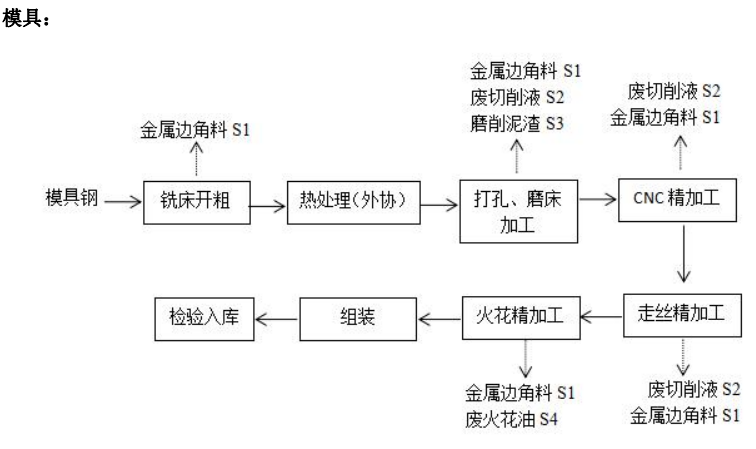 模具：
金属边角料 S1
废切削液 S2
磨削泥渣 S3
废切削液 S2
金属边角料 S1
金属边角料 S1
模具钢
铣床开粗
热处理（外协）
打孔、磨床
加工
CNC 精加工
检验入库
组装
火花精加工
走丝精加工
金属边角料 S1
废火花油 S4
废切削液 S2
金属边角料 S1